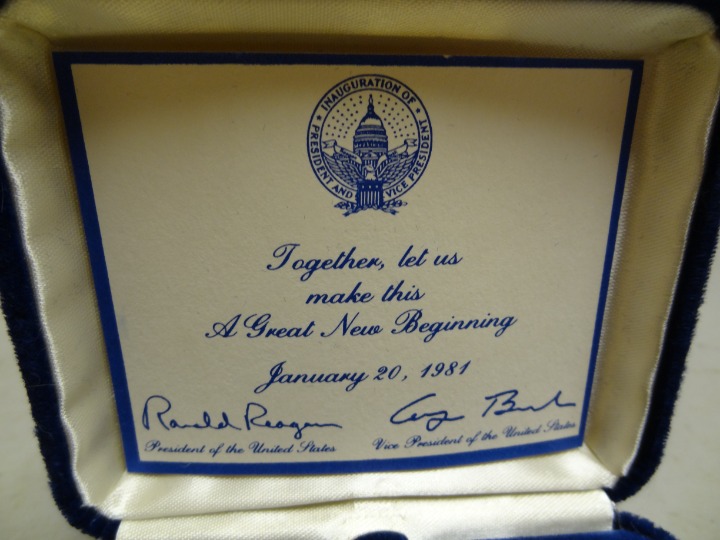 ★ INAUGURATION OF ★
PRESIDENT AND VICE PRESIDENT
Together, let us
make this
A Great New Beginning
January 20, 1981
Ronald Reagan George Bush
President of the United States Vice President of the United States